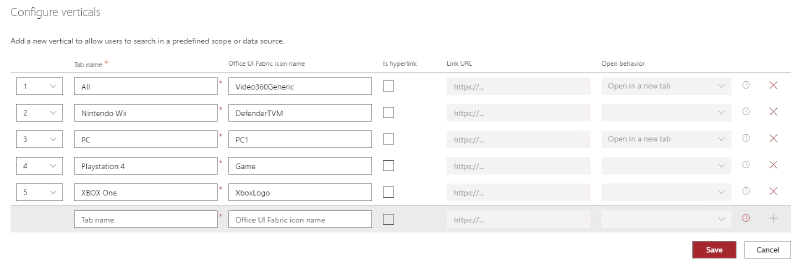 Configure verticals
Add a new vertical to allow users to search in a predefined scope or data source.
Tab name * Office UI Fabric icon name Is hyperlink Link URL Open behavior
1 All * Video360Generic https://... Open in a new tab
2 Nintendo Wii * DefenderTVM https://...
3 PC * PC1 https://... Open in a new tab
4 Playstation 4 * Game https://...
5 XBOX One * XboxLogo https://...
Tab name * Office UI Fabric icon name https://...
Save Cancel